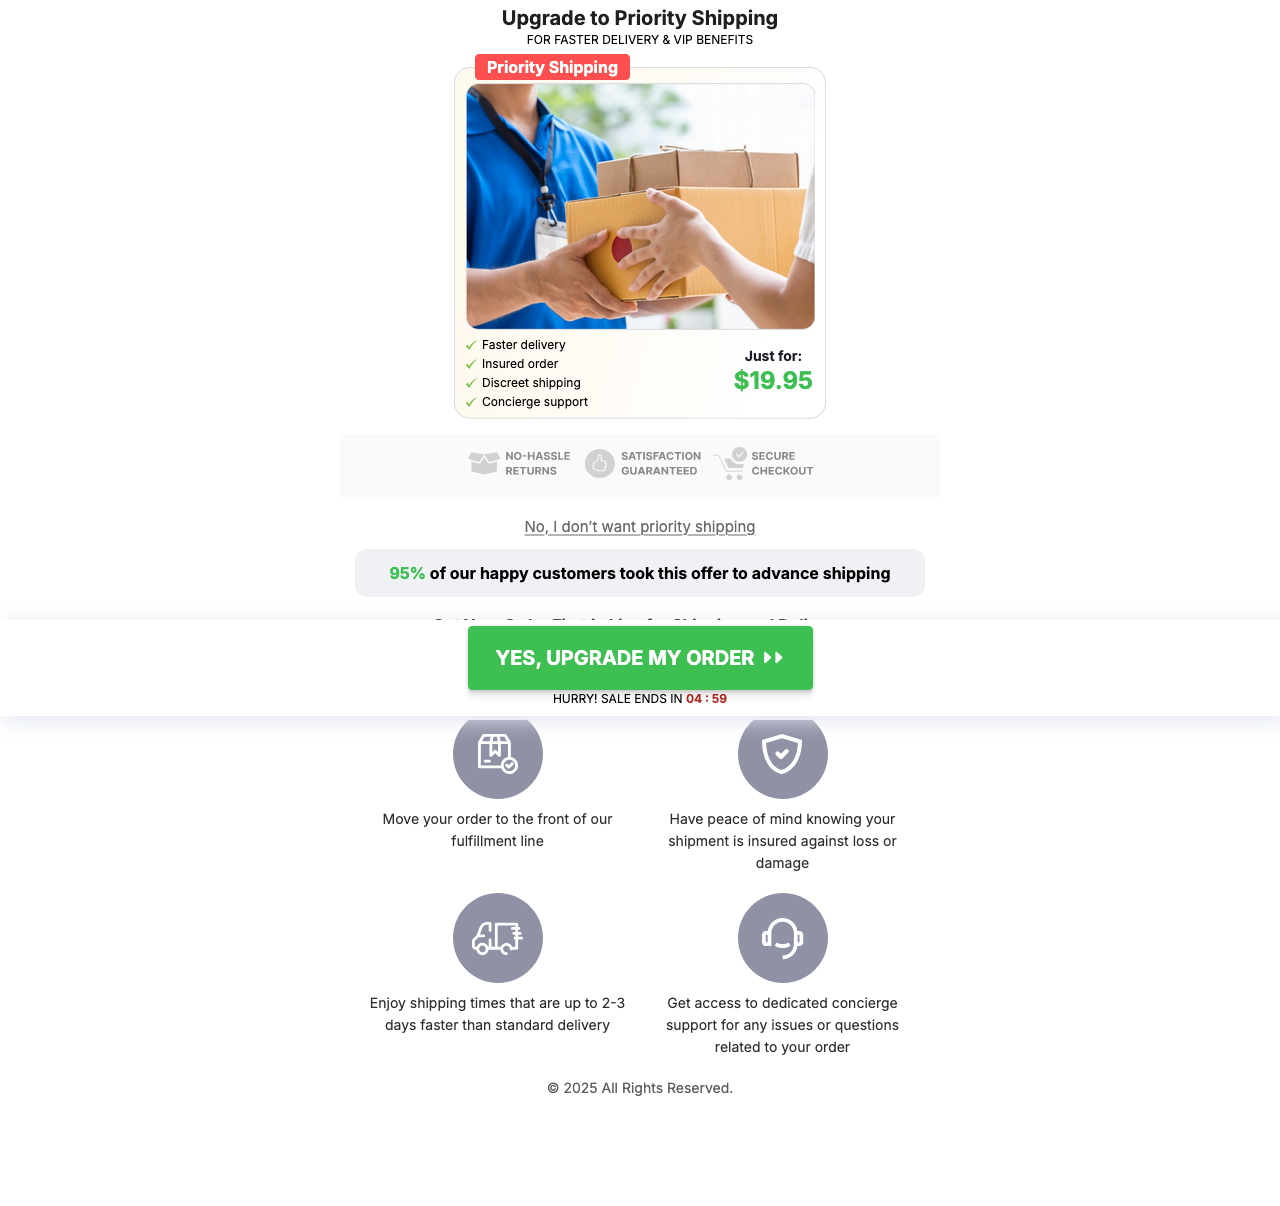 Upgrade to Priority Shipping
FOR FASTER DELIVERY & VIP BENEFITS
Priority Shipping
Faster delivery
Insured order
Discreet shipping
Concierge support
Just for:
$19.95
NO-HASSLE
RETURNS
SATISFACTION
GUARANTEED
SECURE
CHECKOUT
No, I don’t want priority shipping
95% of our happy customers took this offer to advance shipping
YES, UPGRADE MY ORDER
HURRY! SALE ENDS IN 04 : 59
Move your order to the front of our
fulfillment line
Have peace of mind knowing your
shipment is insured against loss or
damage
Enjoy shipping times that are up to 2-3
days faster than standard delivery
Get access to dedicated concierge
support for any issues or questions
related to your order
© 2025 All Rights Reserved.